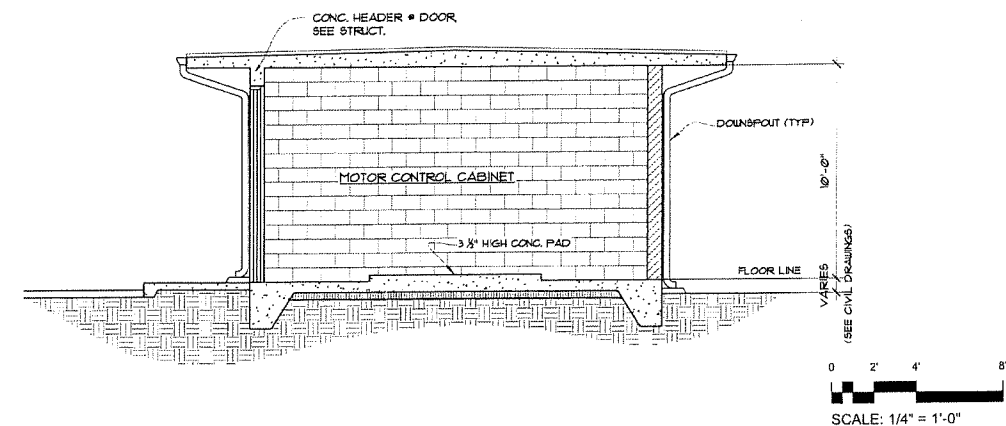 CONC. HEADER @ DOOR,
SEE STRUCT.
DOWNSPOUT (TYP)
10'-0"
MOTOR CONTROL CABINET
3 ½" HIGH CONC. PAD
FLOOR LINE
VARIES
(SEE CIVIL DRAWINGS)
0 2' 4' 8'
SCALE: 1/4" = 1'-0"